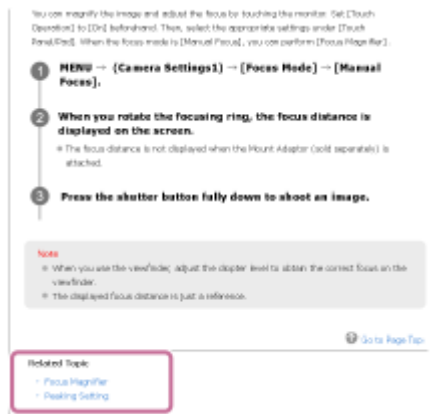 You can magnify the image and adjust the focus by touching the monitor. Set [Touch
Operation] to [On] beforehand. Then, select the appropriate settings under [Touch
Panel/Pad]. When the focus mode is [Manual Focus], you can perform [Focus Magnifier].
1 MENU → (Camera Settings1) → [Focus Mode] → [Manual
Focus].
2 When you rotate the focusing ring, the focus distance is
displayed on the screen.
The focus distance is not displayed when the Mount Adaptor (sold separately) is
attached.
3 Press the shutter button fully down to shoot an image.
Note
When you use the viewfinder, adjust the diopter level to obtain the correct focus on the
viewfinder.
The displayed focus distance is just a reference.
Go to Page Top
Related Topic
Focus Magnifier
Peaking Setting